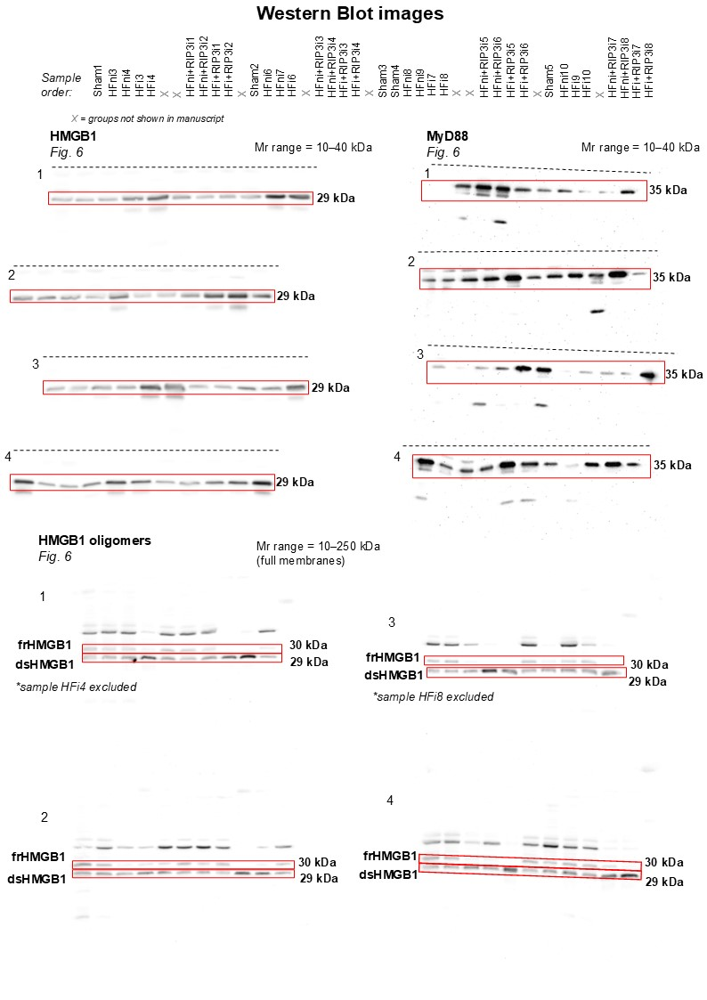 Western Blot images
Sample order:
Sham1
HFni3
HFni4
HFi3
HFi4
X
X
HFni+RIP3i1
HFni+RIP3i2
HFi+RIP3i1
HFi+RIP3i2
X
Sham2
HFni6
HFni7
HFi6
X
HFni+RIP3i3
HFni+RIP3i4
HFi+RIP3i3
HFi+RIP3i4
X
Sham3
Sham4
HFni8
HFni9
HFi7
HFi8
X
X
HFni+RIP3i5
HFni+RIP3i6
HFi+RIP3i5
HFi+RIP3i6
X
Sham5
HFni10
HFi9
HFi10
X
HFni+RIP3i7
HFni+RIP3i8
HFi+RIP3i7
HFi+RIP3i8
X = groups not shown in manuscript
HMGB1
Fig. 6
Mr range = 10–40 kDa
1
29 kDa
2
29 kDa
3
29 kDa
4
29 kDa
MyD88
Fig. 6
Mr range = 10–40 kDa
1
35 kDa
2
35 kDa
3
35 kDa
4
35 kDa
HMGB1 oligomers
Fig. 6
Mr range = 10–250 kDa
(full membranes)
1
frHMGB1
30 kDa
dsHMGB1
29 kDa
*sample HFi4 excluded
3
frHMGB1
30 kDa
dsHMGB1
29 kDa
*sample HFi8 excluded
2
frHMGB1
30 kDa
dsHMGB1
29 kDa
4
frHMGB1
30 kDa
dsHMGB1
29 kDa